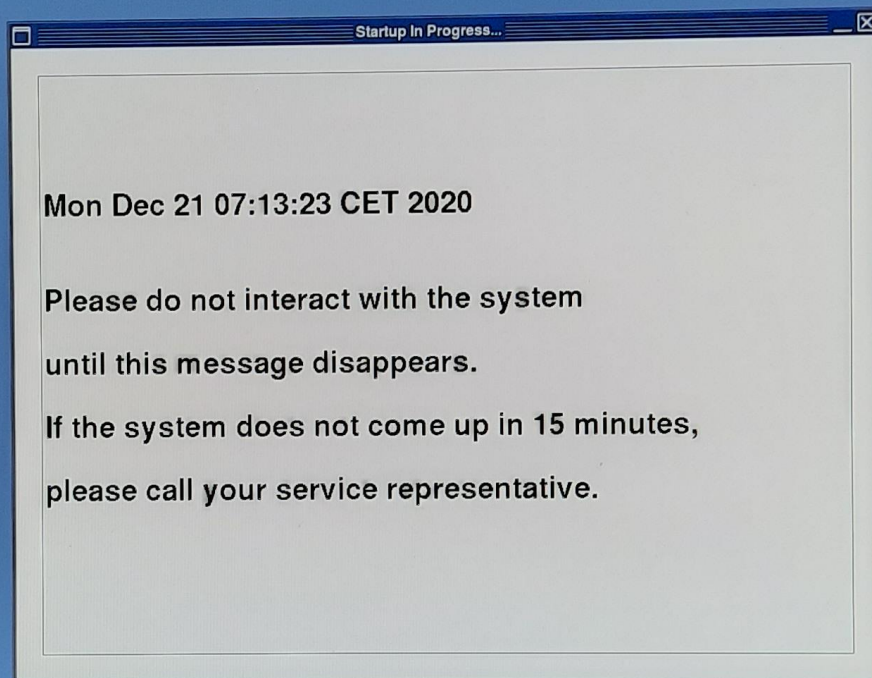 Startup In Progress...
Mon Dec 21 07:13:23 CET 2020
Please do not interact with the system
until this message disappears.
If the system does not come up in 15 minutes,
please call your service representative.